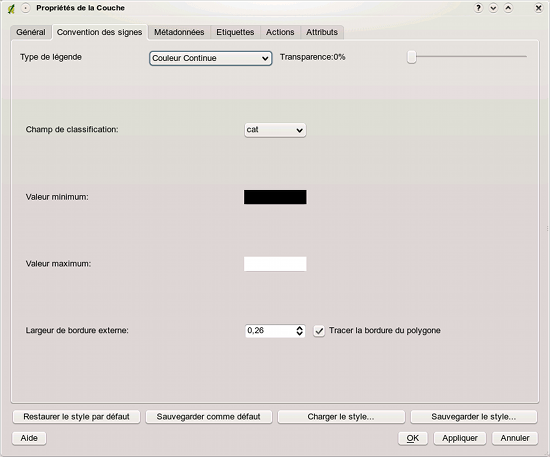 Propriétés de la Couche
?
Général Convention des signes Métadonnées Etiquettes Actions Attributs
Type de légende Couleur Continue Transparence:0%
Champ de classification: cat
Valeur minimum:
Valeur maximum:
Largeur de bordure externe: 0,26 Tracer la bordure du polygone
Restaurer le style par défaut Sauvegarder comme défaut Charger le style... Sauvegarder le style...
Aide OK Appliquer Annuler